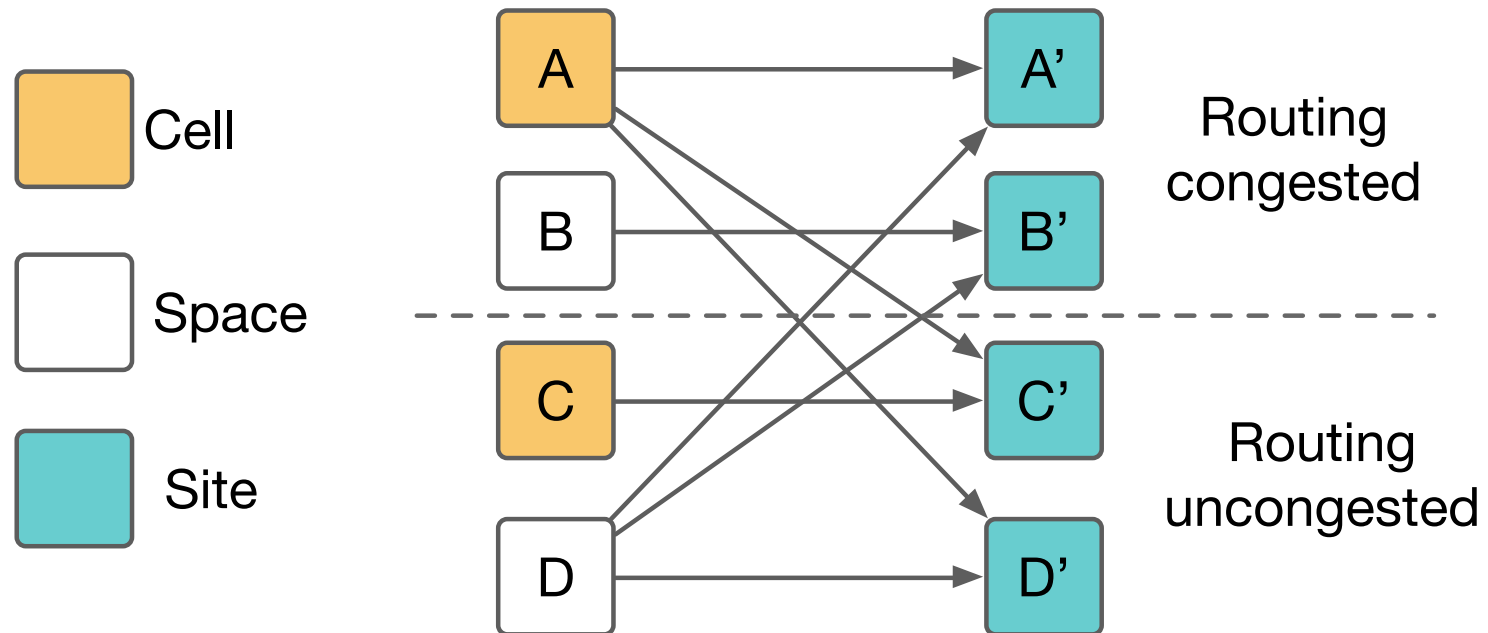 Cell
Space
Site
A
B
C
D
A’
B’
C’
D’
Routing
congested
Routing
uncongested